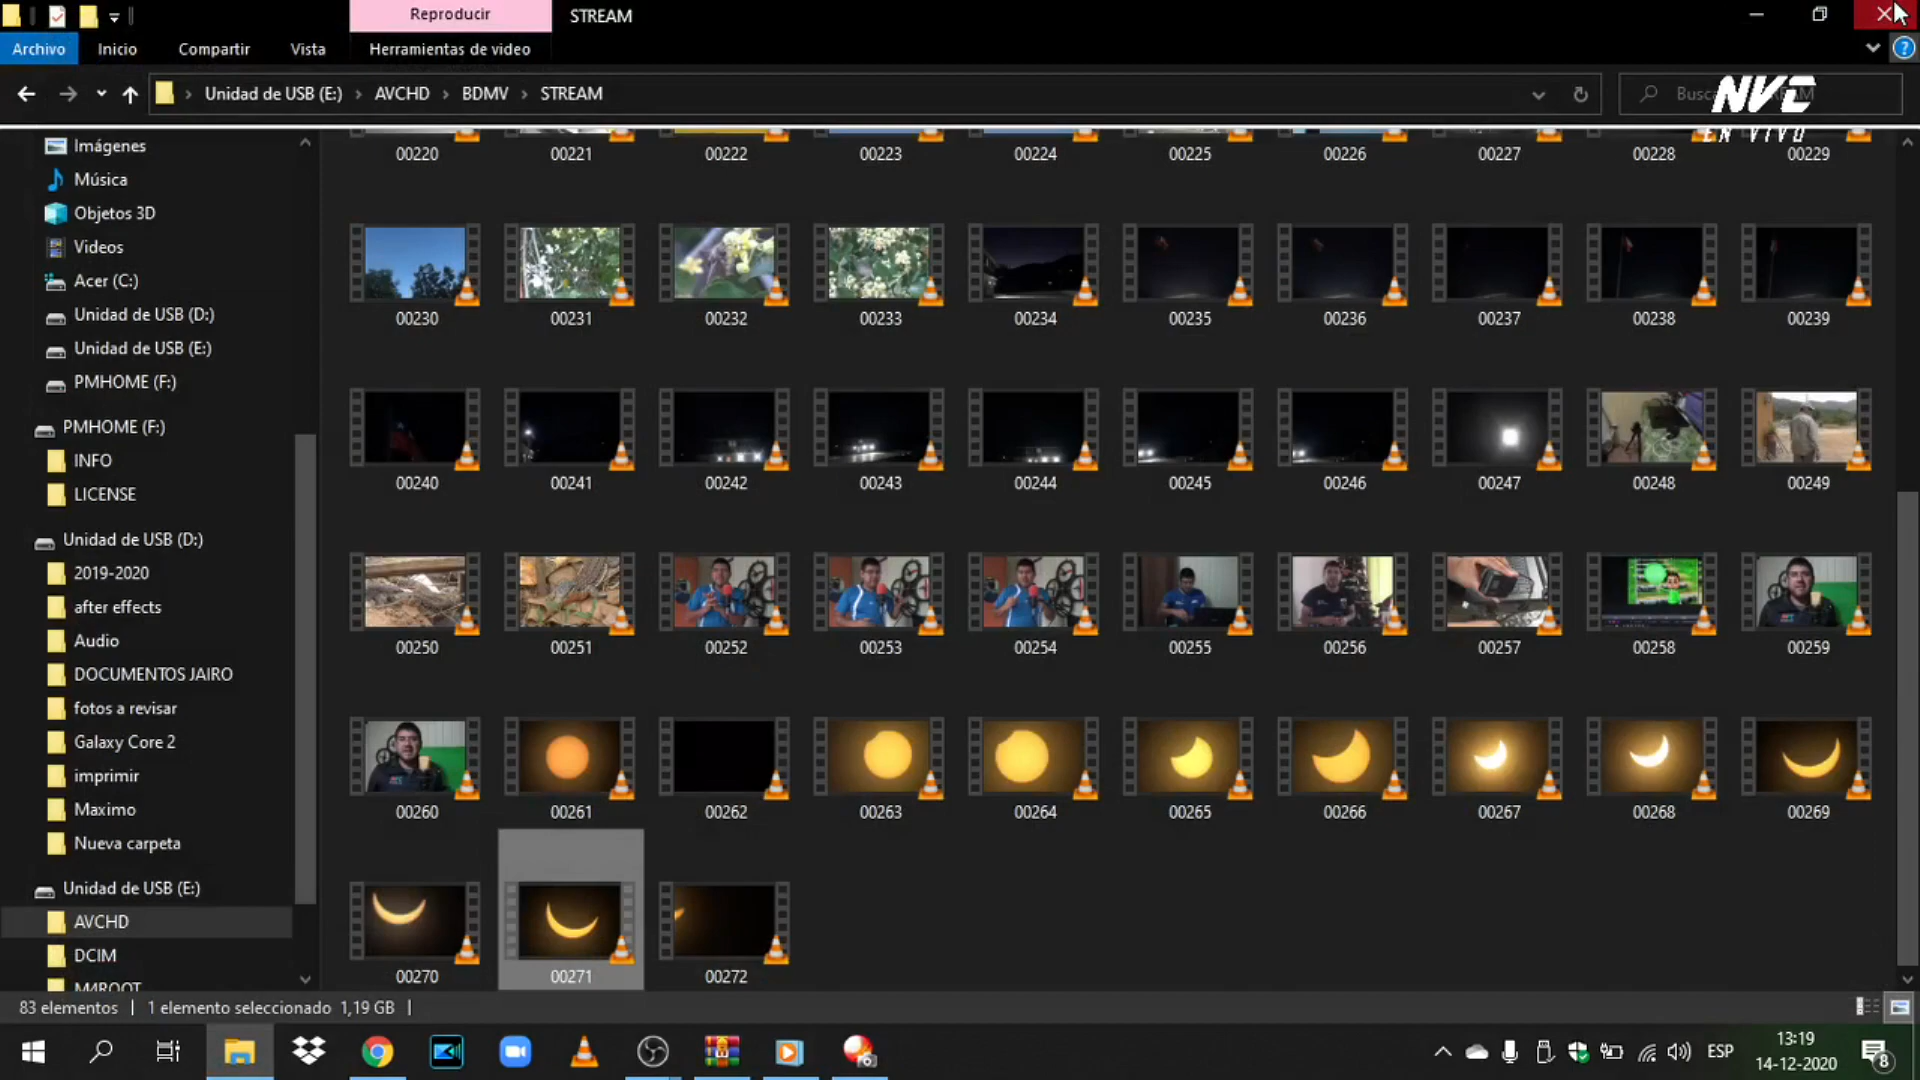 Reproducir
STREAM
Archivo
Inicio
Compartir
Vista
Herramientas de video
Unidad de USB (E:)
AVCHD
BDMV
STREAM
NVC
EN VIVO
Imágenes
Música
Objetos 3D
Videos
Acer (C:)
Unidad de USB (D:)
Unidad de USB (E:)
PMHOME (F:)
PMHOME (F:)
INFO
LICENSE
Unidad de USB (D:)
2019-2020
after effects
Audio
DOCUMENTOS JAIRO
fotos a revisar
Galaxy Core 2
imprimir
Maximo
Nueva carpeta
Unidad de USB (E:)
AVCHD
DCIM
M4ROOT
00220 00221 00222 00223 00224 00225 00226 00227 00228 00229
00230 00231 00232 00233 00234 00235 00236 00237 00238 00239
00240 00241 00242 00243 00244 00245 00246 00247 00248 00249
00250 00251 00252 00253 00254 00255 00256 00257 00258 00259
00260 00261 00262 00263 00264 00265 00266 00267 00268 00269
00270 00271 00272
83 elementos
1 elemento seleccionado 1,19 GB
ESP
13:19
14-12-2020
8